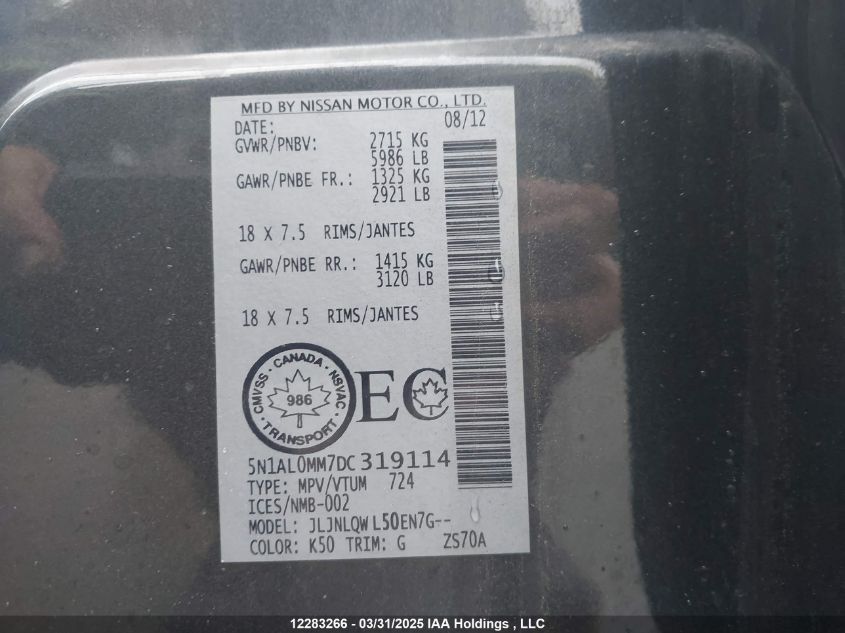 MFD BY NISSAN MOTOR CO., LTD.
DATE: 08/12
GVWR/PNBV: 2715 KG
5986 LB
GAWR/PNBE FR.: 1325 KG
2921 LB
18 X 7.5 RIMS/JANTES
GAWR/PNBE RR.: 1415 KG
3120 LB
18 X 7.5 RIMS/JANTES
CMVSS · CANADA · NSVAC · TRANSPORT ·
986
EC
5N1AL0MM7DC319114
TYPE: MPV/VTUM 724
ICES/NMB-002
MODEL: JLJNLQWL50EN7G--
COLOR: K50 TRIM: G ZS70A
12283266 - 03/31/2025 IAA Holdings , LLC